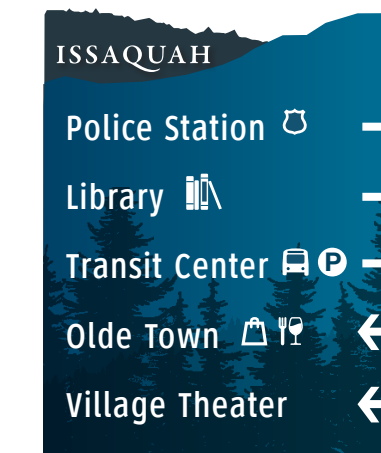 ISSAQUAH
Police Station
Library
Transit Center P
Olde Town
Village Theater